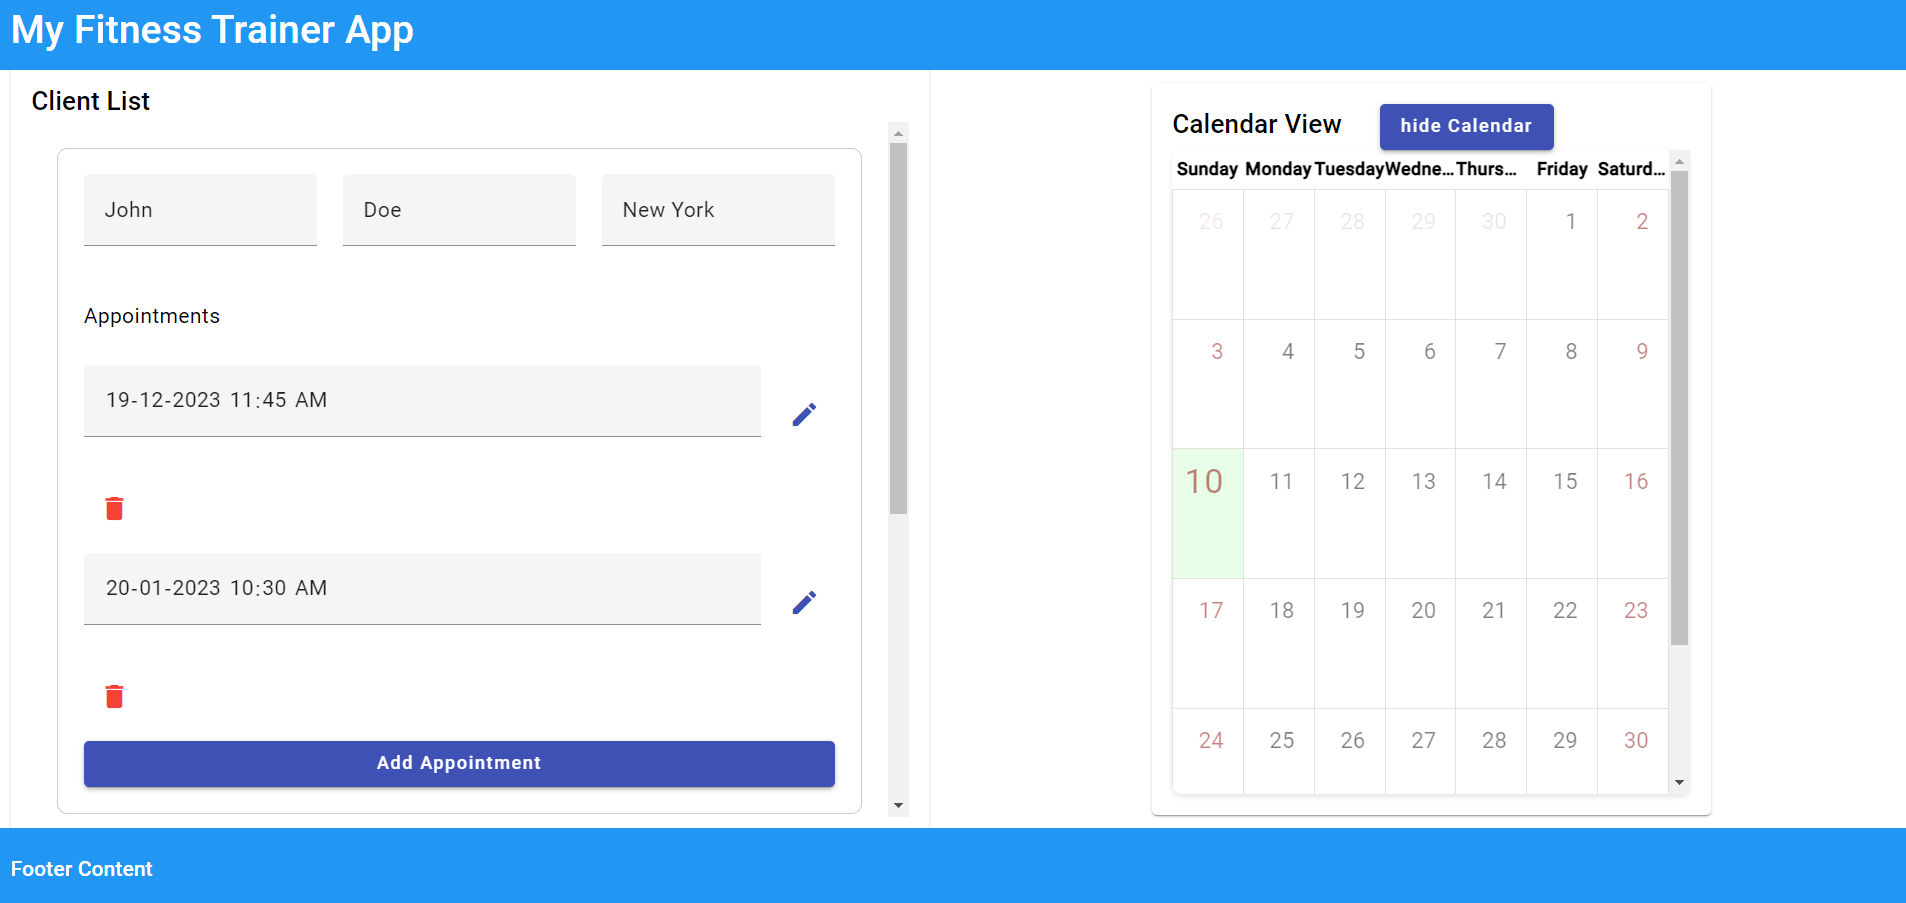 My Fitness Trainer App
Client List
John Doe New York
Appointments
19-12-2023 11:45 AM
20-01-2023 10:30 AM
Add Appointment
Calendar View hide Calendar
Sunday Monday Tuesday Wedne... Thurs... Friday Saturd...
26 27 28 29 30 1 2
3 4 5 6 7 8 9
10 11 12 13 14 15 16
17 18 19 20 21 22 23
24 25 26 27 28 29 30
Footer Content